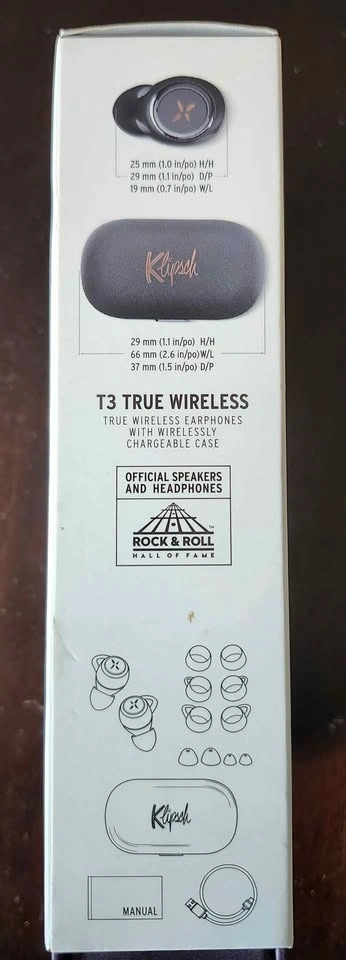 25 mm (1.0 in/po) H/H
29 mm (1.1 in/po) D/P
19 mm (0.7 in/po) W/L
Klipsch
29 mm (1.1 in/po) H/H
66 mm (2.6 in/po) W/L
37 mm (1.5 in/po) D/P
T3 TRUE WIRELESS
TRUE WIRELESS EARPHONES
WITH WIRELESSLY
CHARGEABLE CASE
OFFICIAL SPEAKERS
AND HEADPHONES
TM
ROCK & ROLL
HALL OF FAME
Klipsch
MANUAL